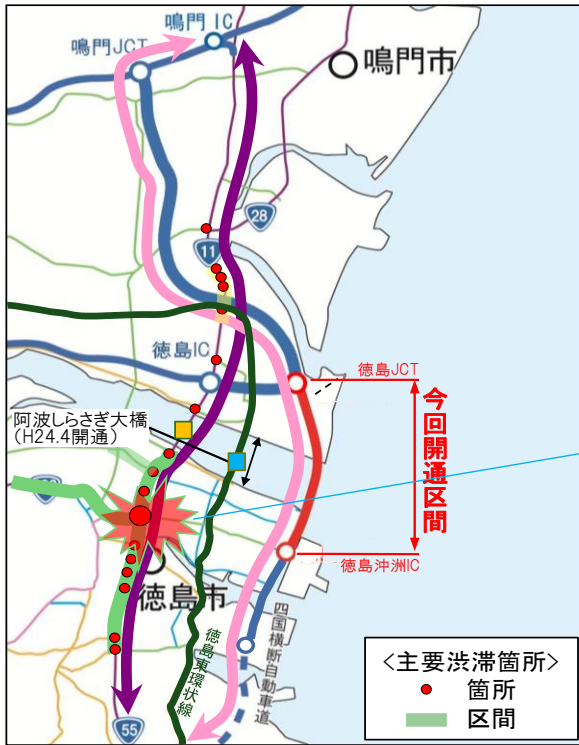 鳴門IC
鳴門JCT
鳴門市
28
11
徳島IC
徳島JCT
阿波しらさぎ大橋
(H24.4開通)
今回開通区間
徳島沖洲IC
徳島市
徳島東環状線
四国横断自動車道
55
<主要渋滞箇所>
箇所
区間